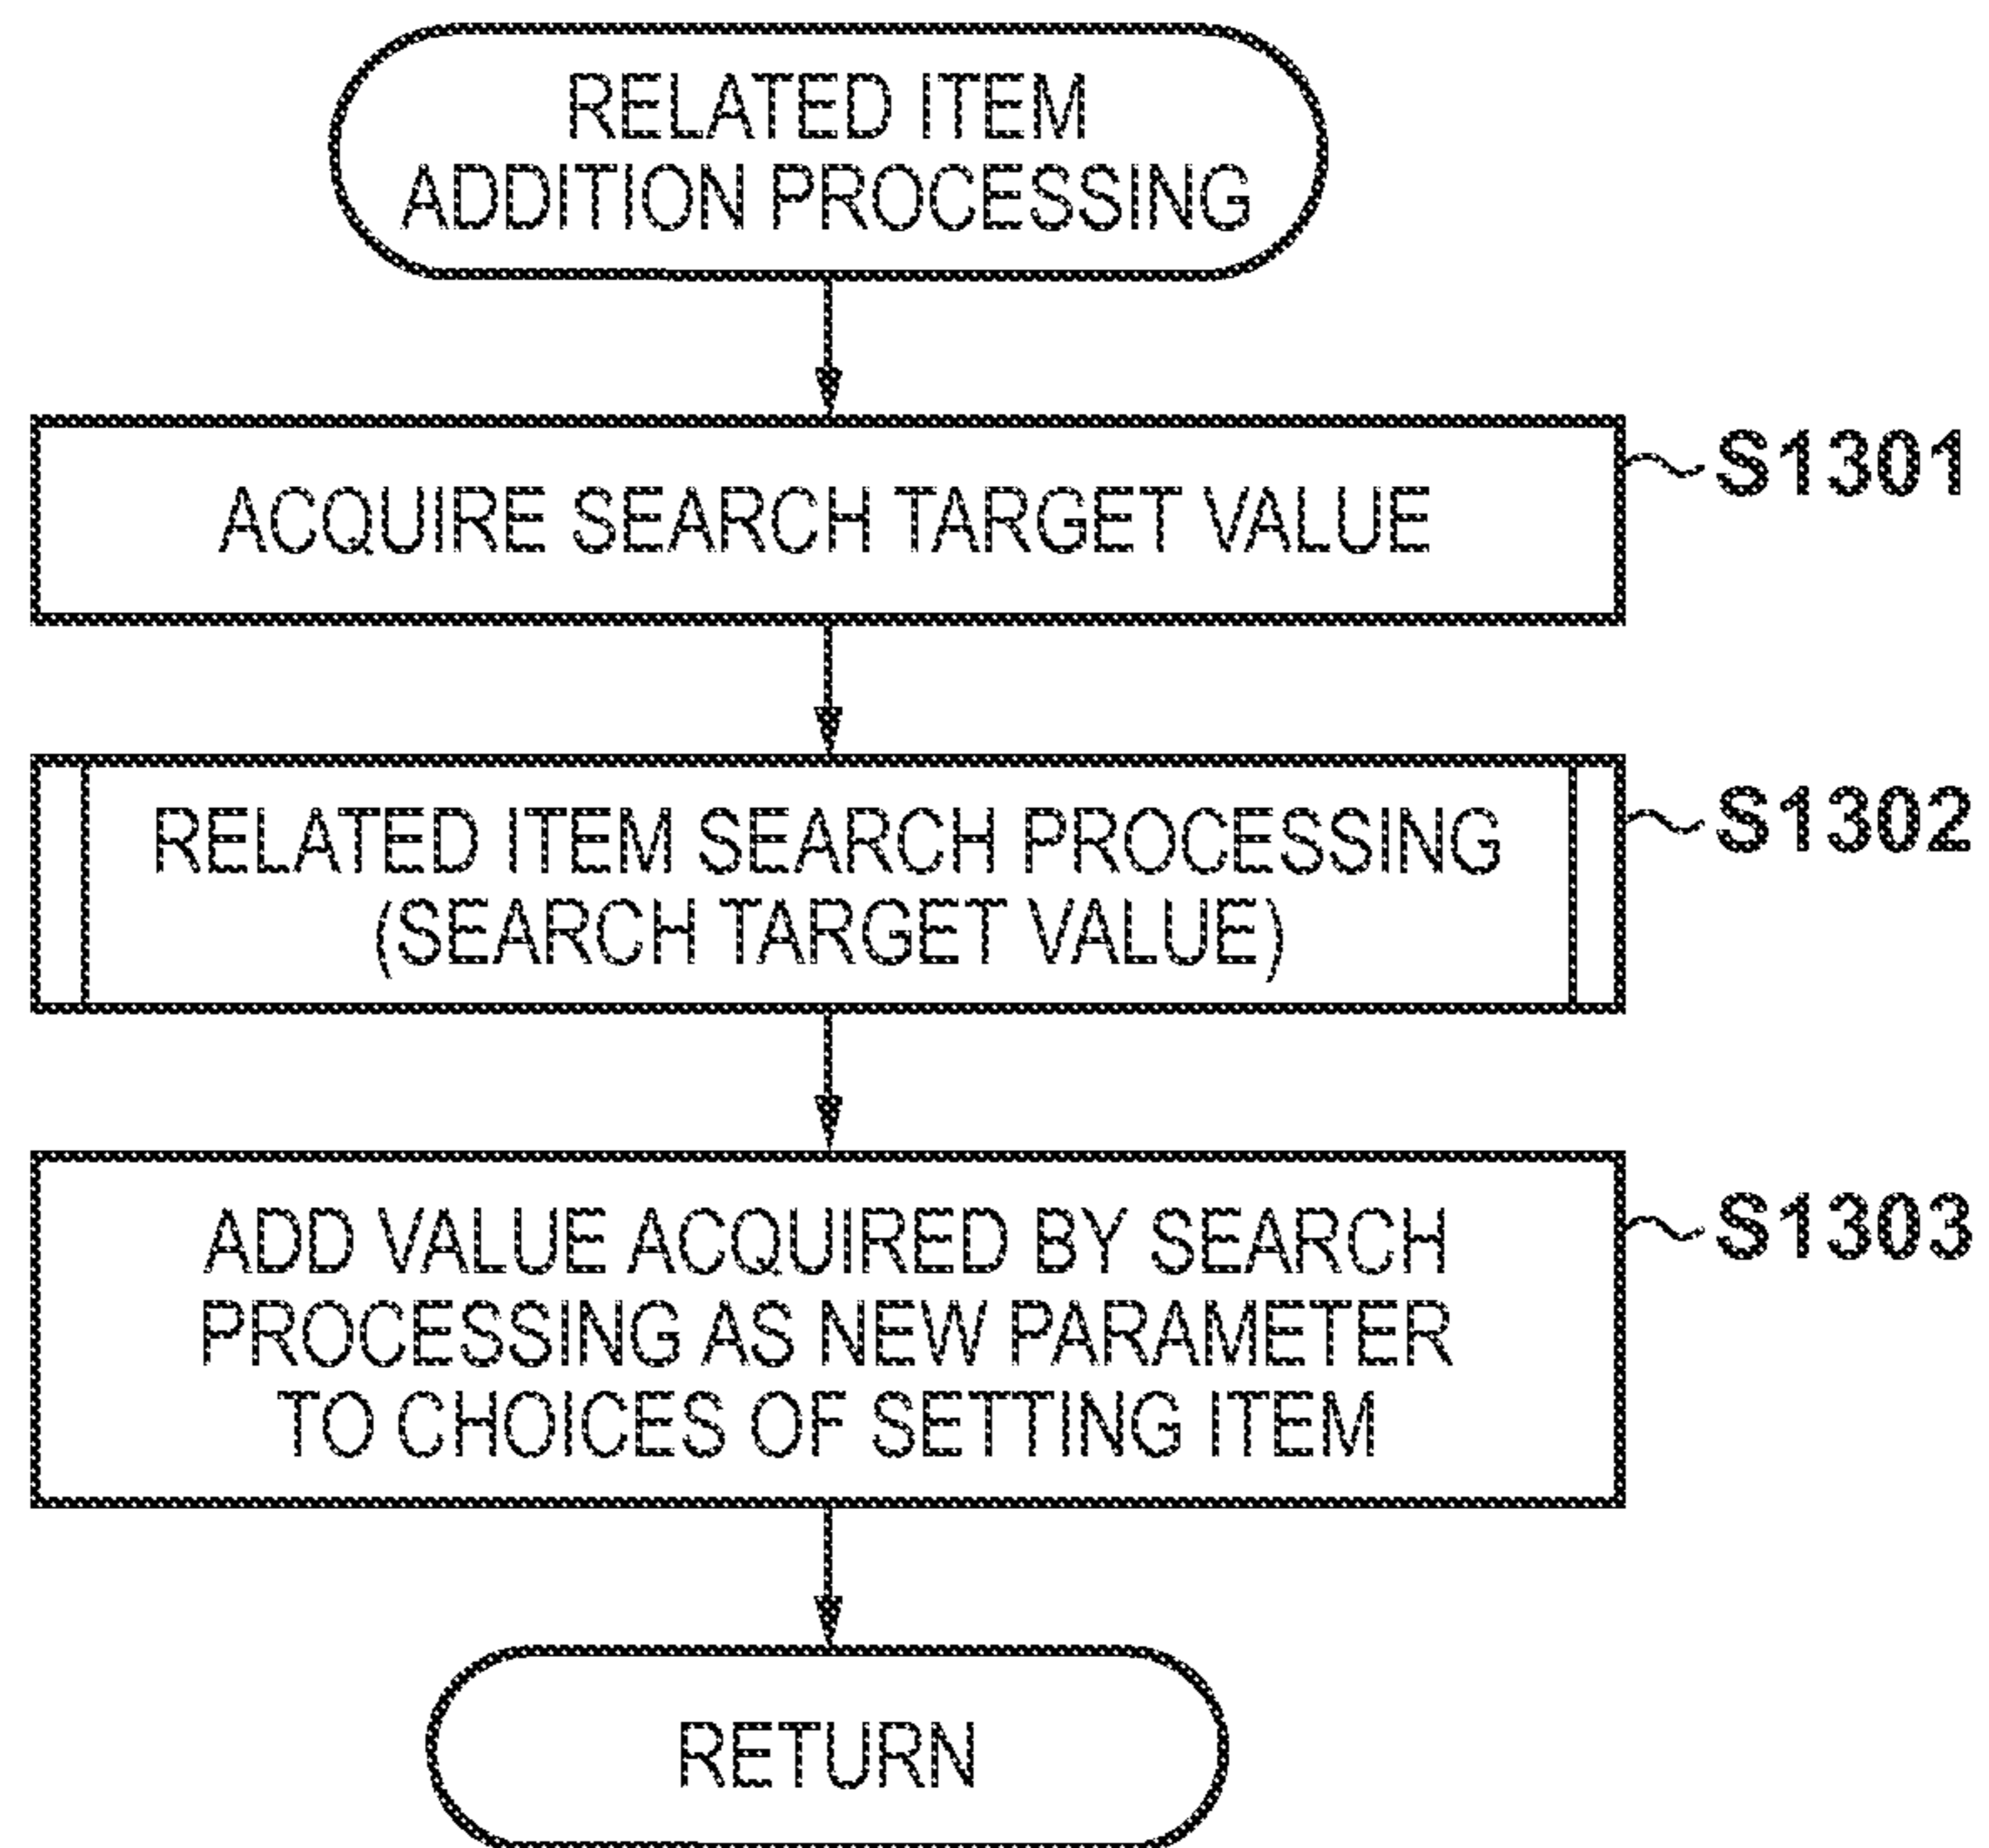 RELATED ITEM
ADDITION PROCESSING
ACQUIRE SEARCH TARGET VALUE
S1301
RELATED ITEM SEARCH PROCESSING
(SEARCH TARGET VALUE)
S1302
ADD VALUE ACQUIRED BY SEARCH
PROCESSING AS NEW PARAMETER
TO CHOICES OF SETTING ITEM
S1303
RETURN